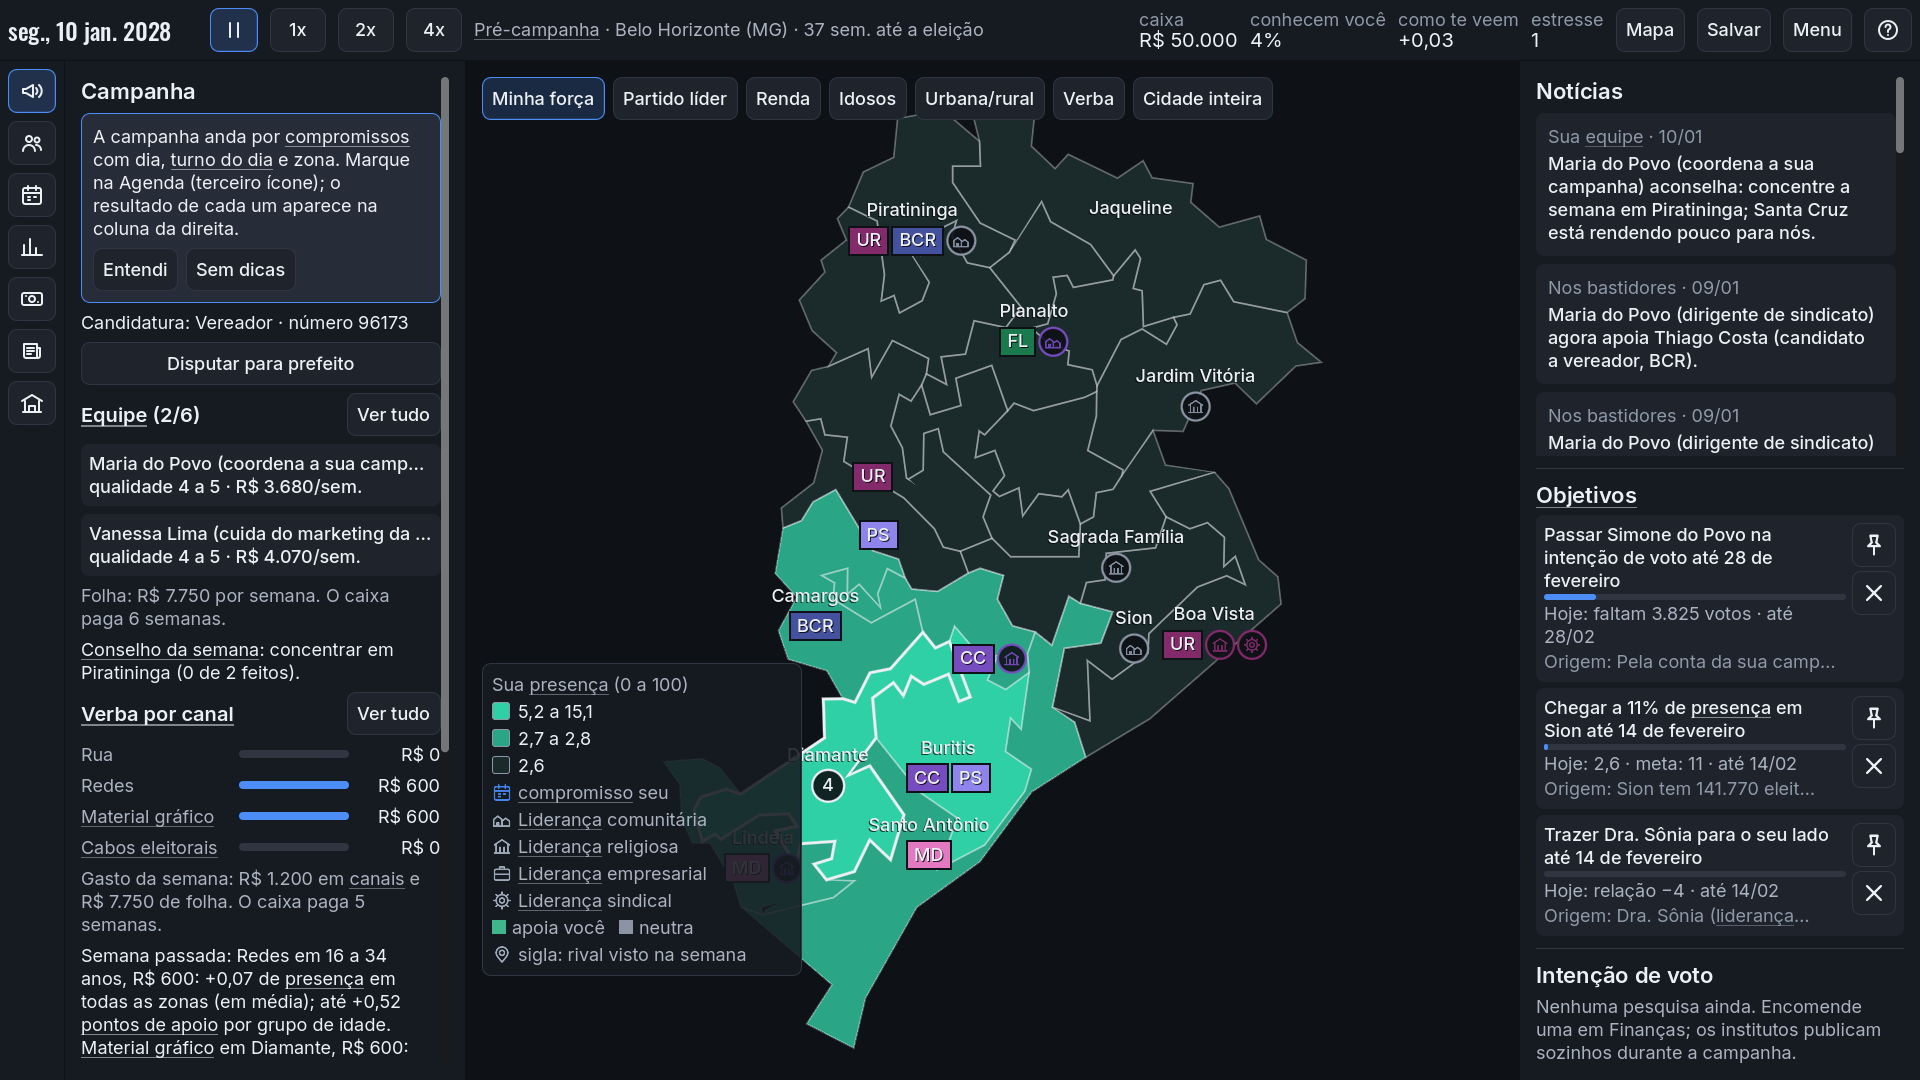 seg., 10 jan. 2028
1x
2x
4x
Pré-campanha · Belo Horizonte (MG) · 37 sem. até a eleição
caixa
R$ 50.000
conhecem você
4%
como te veem
+0,03
estresse
1
Mapa
Salvar
Menu
Campanha
A campanha anda por compromissos
com dia, turno do dia e zona. Marque
na Agenda (terceiro ícone); o
resultado de cada um aparece na
coluna da direita.
Entendi
Sem dicas
Candidatura: Vereador · número 96173
Disputar para prefeito
Equipe (2/6)
Ver tudo
Maria do Povo (coordena a sua camp...
qualidade 4 a 5 · R$ 3.680/sem.
Vanessa Lima (cuida do marketing da ...
qualidade 4 a 5 · R$ 4.070/sem.
Folha: R$ 7.750 por semana. O caixa
paga 6 semanas.
Conselho da semana: concentrar em
Piratininga (0 de 2 feitos).
Verba por canal
Ver tudo
Rua R$ 0
Redes R$ 600
Material gráfico R$ 600
Cabos eleitorais R$ 0
Gasto da semana: R$ 1.200 em canais e
R$ 7.750 de folha. O caixa paga 5
semanas.
Semana passada: Redes em 16 a 34
anos, R$ 600: +0,07 de presença em
todas as zonas (em média); até +0,52
pontos de apoio por grupo de idade.
Material gráfico em Diamante, R$ 600:
Minha força
Partido líder
Renda
Idosos
Urbana/rural
Verba
Cidade inteira
Piratininga
UR BCR
Jaqueline
Planalto
FL
Jardim Vitória
UR
PS
Sagrada Família
Camargos
BCR
Sion
Boa Vista
UR
CC
Diamante
4
Buritis
CC PS
Santo Antônio
MD
Lindéia
MD
Sua presença (0 a 100)
5,2 a 15,1
2,7 a 2,8
2,6
compromisso seu
Liderança comunitária
Liderança religiosa
Liderança empresarial
Liderança sindical
apoia você neutra
sigla: rival visto na semana
Notícias
Sua equipe · 10/01
Maria do Povo (coordena a sua
campanha) aconselha: concentre a
semana em Piratininga; Santa Cruz
está rendendo pouco para nós.
Nos bastidores · 09/01
Maria do Povo (dirigente de sindicato)
agora apoia Thiago Costa (candidato
a vereador, BCR).
Nos bastidores · 09/01
Maria do Povo (dirigente de sindicato)
Objetivos
Passar Simone do Povo na
intenção de voto até 28 de
fevereiro
Hoje: faltam 3.825 votos · até
28/02
Origem: Pela conta da sua camp...
Chegar a 11% de presença em
Sion até 14 de fevereiro
Hoje: 2,6 · meta: 11 · até 14/02
Origem: Sion tem 141.770 eleit...
Trazer Dra. Sônia para o seu lado
até 14 de fevereiro
Hoje: relação −4 · até 14/02
Origem: Dra. Sônia (liderança...
Intenção de voto
Nenhuma pesquisa ainda. Encomende
uma em Finanças; os institutos publicam
sozinhos durante a campanha.